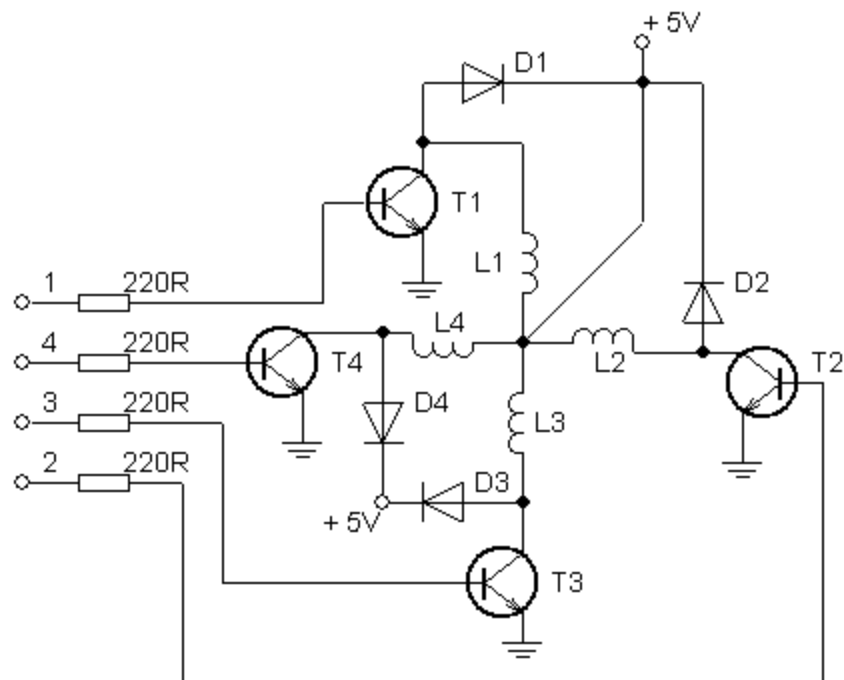 + 5V
D1
T1
1 220R
L1
D2
4 220R
L4
T4
L2
T2
3 220R
D4
L3
2 220R
D3
+ 5V
T3